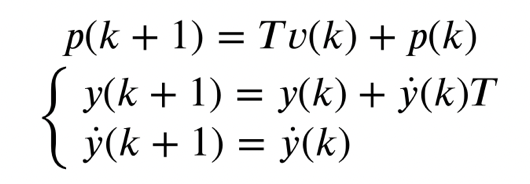 p(k + 1) = Tv(k) + p(k)
{ y(k + 1) = y(k) + ẏ(k)T
ẏ(k + 1) = ẏ(k)